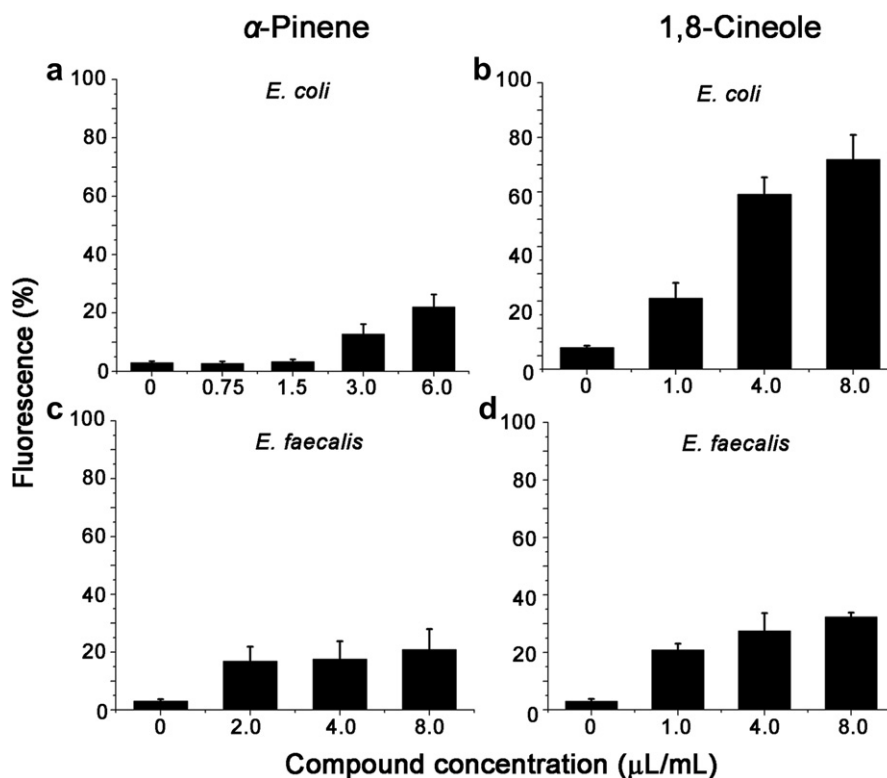 α-Pinene
1,8-Cineole
a
E. coli
100
80
60
40
20
0
0 0.75 1.5 3.0 6.0
b
E. coli
100
80
60
40
20
0
0 1.0 4.0 8.0
c
E. faecalis
100
80
60
40
20
0
0 2.0 4.0 8.0
d
E. faecalis
100
80
60
40
20
0
0 1.0 4.0 8.0
Fluorescence (%)
Compound concentration (μL/mL)